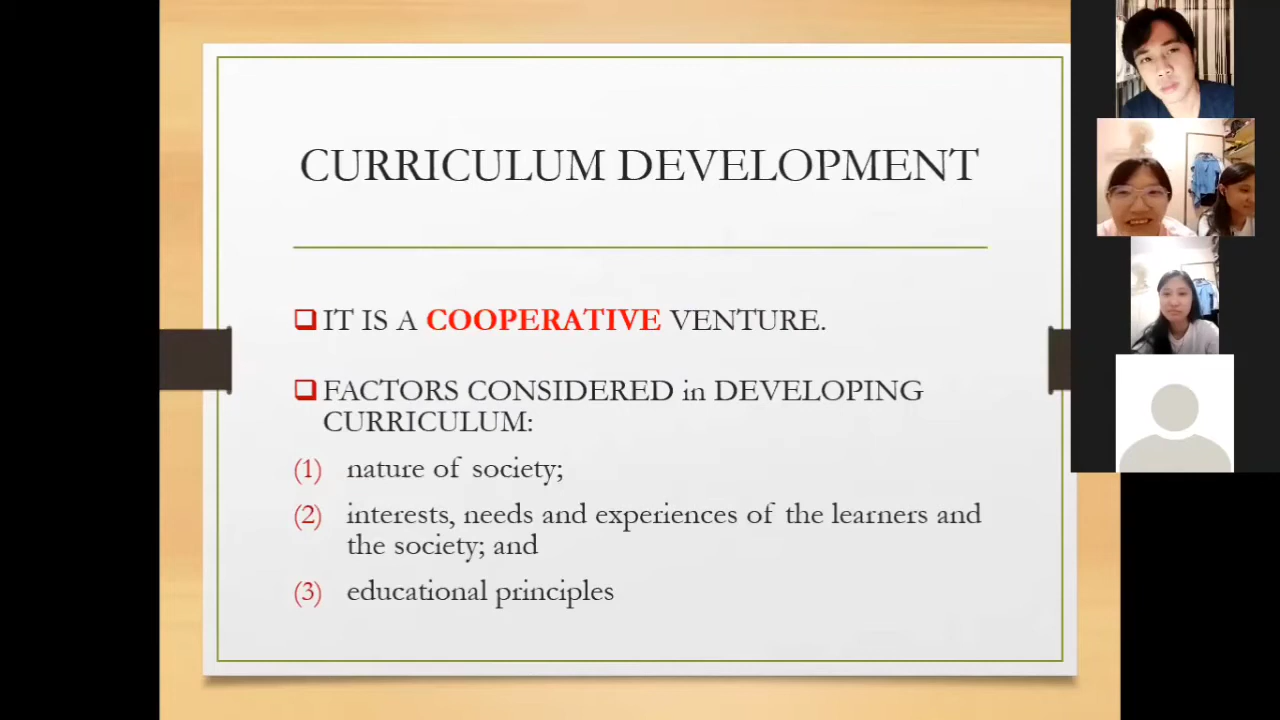 CURRICULUM DEVELOPMENT
IT IS A COOPERATIVE VENTURE.
FACTORS CONSIDERED in DEVELOPING
CURRICULUM:
(1) nature of society;
(2) interests, needs and experiences of the learners and
the society; and
(3) educational principles